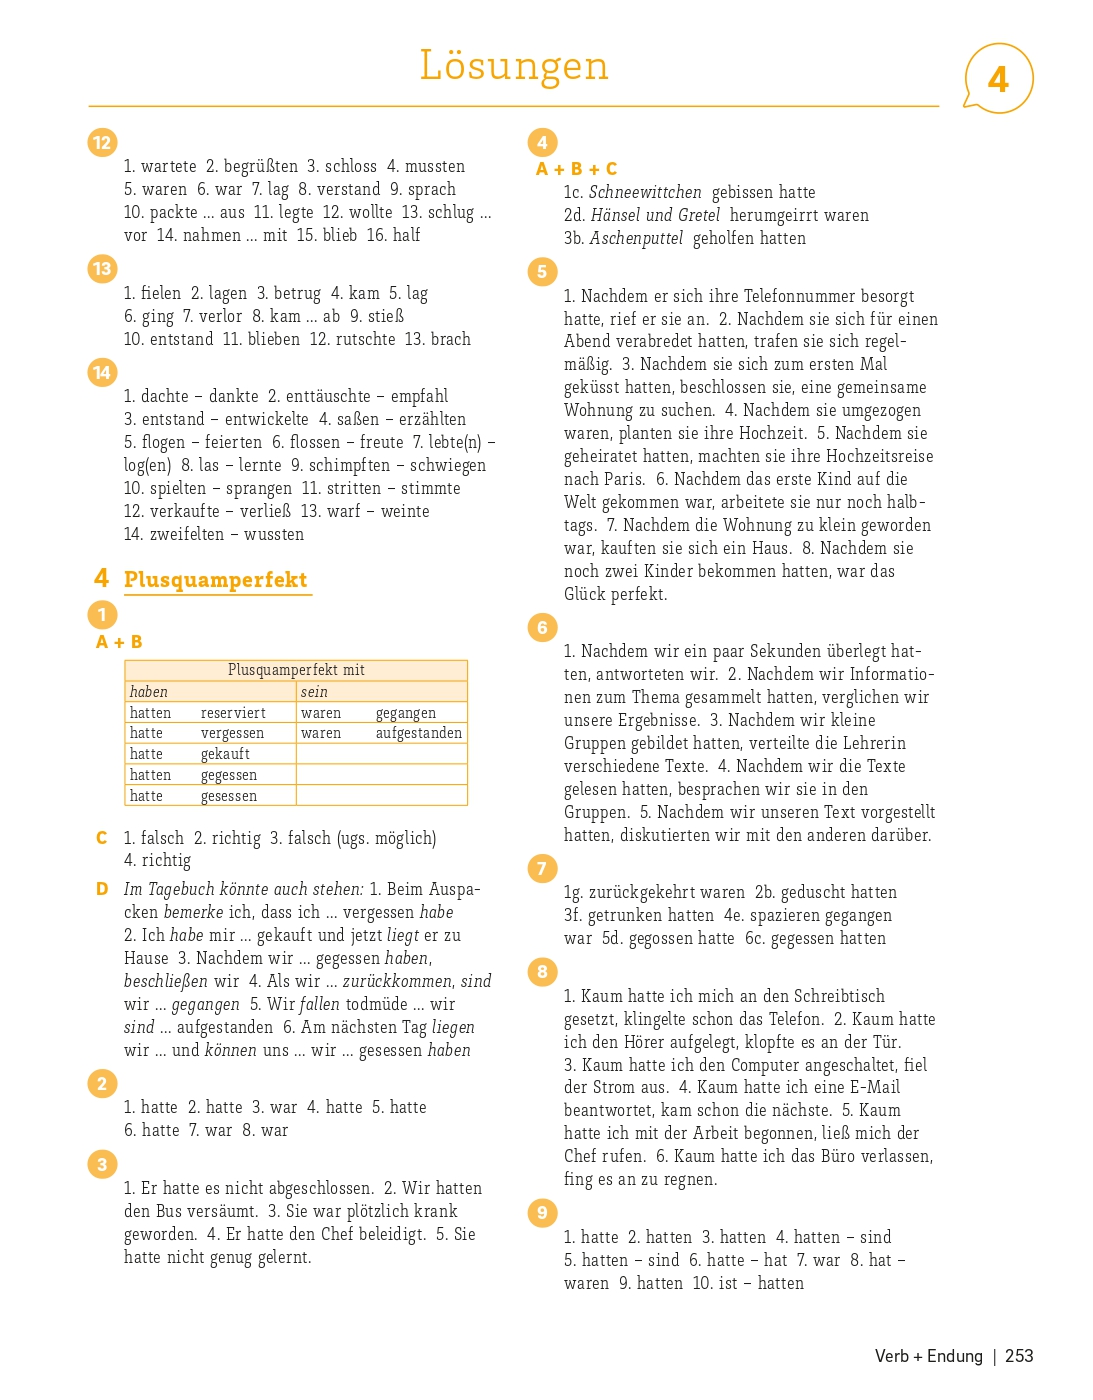 Lösungen
4
12
1. wartete 2. begrüßten 3. schloss 4. mussten
5. waren 6. war 7. lag 8. verstand 9. sprach
10. packte ... aus 11. legte 12. wollte 13. schlug ...
vor 14. nahmen ... mit 15. blieb 16. half
13
1. fielen 2. lagen 3. betrug 4. kam 5. lag
6. ging 7. verlor 8. kam ... ab 9. stieß
10. entstand 11. blieben 12. rutschte 13. brach
14
1. dachte – dankte 2. enttäuschte – empfahl
3. entstand – entwickelte 4. saßen – erzählten
5. flogen – feierten 6. flossen – freute 7. lebte(n) –
log(en) 8. las – lernte 9. schimpften – schwiegen
10. spielten – sprangen 11. stritten – stimmte
12. verkaufte – verließ 13. warf – weinte
14. zweifelten – wussten
4 Plusquamperfekt
1
A + B
Plusquamperfekt mit
haben sein
hatten reserviert waren gegangen
hatte vergessen waren aufgestanden
hatte gekauft
hatten gegessen
hatte gesessen
C 1. falsch 2. richtig 3. falsch (ugs. möglich)
4. richtig
D Im Tagebuch könnte auch stehen: 1. Beim Auspa-
cken bemerke ich, dass ich ... vergessen habe
2. Ich habe mir ... gekauft und jetzt liegt er zu
Hause 3. Nachdem wir ... gegessen haben,
beschließen wir 4. Als wir ... zurückkommen, sind
wir ... gegangen 5. Wir fallen todmüde ... wir
sind ... aufgestanden 6. Am nächsten Tag liegen
wir ... und können uns ... wir ... gesessen haben
2
1. hatte 2. hatte 3. war 4. hatte 5. hatte
6. hatte 7. war 8. war
3
1. Er hatte es nicht abgeschlossen. 2. Wir hatten
den Bus versäumt. 3. Sie war plötzlich krank
geworden. 4. Er hatte den Chef beleidigt. 5. Sie
hatte nicht genug gelernt.
4
A + B + C
1c. Schneewittchen gebissen hatte
2d. Hänsel und Gretel herumgeirrt waren
3b. Aschenputtel geholfen hatten
5
1. Nachdem er sich ihre Telefonnummer besorgt
hatte, rief er sie an. 2. Nachdem sie sich für einen
Abend verabredet hatten, trafen sie sich regel-
mäßig. 3. Nachdem sie sich zum ersten Mal
geküsst hatten, beschlossen sie, eine gemeinsame
Wohnung zu suchen. 4. Nachdem sie umgezogen
waren, planten sie ihre Hochzeit. 5. Nachdem sie
geheiratet hatten, machten sie ihre Hochzeitsreise
nach Paris. 6. Nachdem das erste Kind auf die
Welt gekommen war, arbeitete sie nur noch halb-
tags. 7. Nachdem die Wohnung zu klein geworden
war, kauften sie sich ein Haus. 8. Nachdem sie
noch zwei Kinder bekommen hatten, war das
Glück perfekt.
6
1. Nachdem wir ein paar Sekunden überlegt hat-
ten, antworteten wir. 2. Nachdem wir Informatio-
nen zum Thema gesammelt hatten, verglichen wir
unsere Ergebnisse. 3. Nachdem wir kleine
Gruppen gebildet hatten, verteilte die Lehrerin
verschiedene Texte. 4. Nachdem wir die Texte
gelesen hatten, besprachen wir sie in den
Gruppen. 5. Nachdem wir unseren Text vorgestellt
hatten, diskutierten wir mit den anderen darüber.
7
1g. zurückgekehrt waren 2b. geduscht hatten
3f. getrunken hatten 4e. spazieren gegangen
war 5d. gegossen hatte 6c. gegessen hatten
8
1. Kaum hatte ich mich an den Schreibtisch
gesetzt, klingelte schon das Telefon. 2. Kaum hatte
ich den Hörer aufgelegt, klopfte es an der Tür.
3. Kaum hatte ich den Computer angeschaltet, fiel
der Strom aus. 4. Kaum hatte ich eine E-Mail
beantwortet, kam schon die nächste. 5. Kaum
hatte ich mit der Arbeit begonnen, ließ mich der
Chef rufen. 6. Kaum hatte ich das Büro verlassen,
fing es an zu regnen.
9
1. hatte 2. hatten 3. hatten 4. hatten – sind
5. hatten – sind 6. hatte – hat 7. war 8. hat –
waren 9. hatten 10. ist – hatten
Verb + Endung | 253